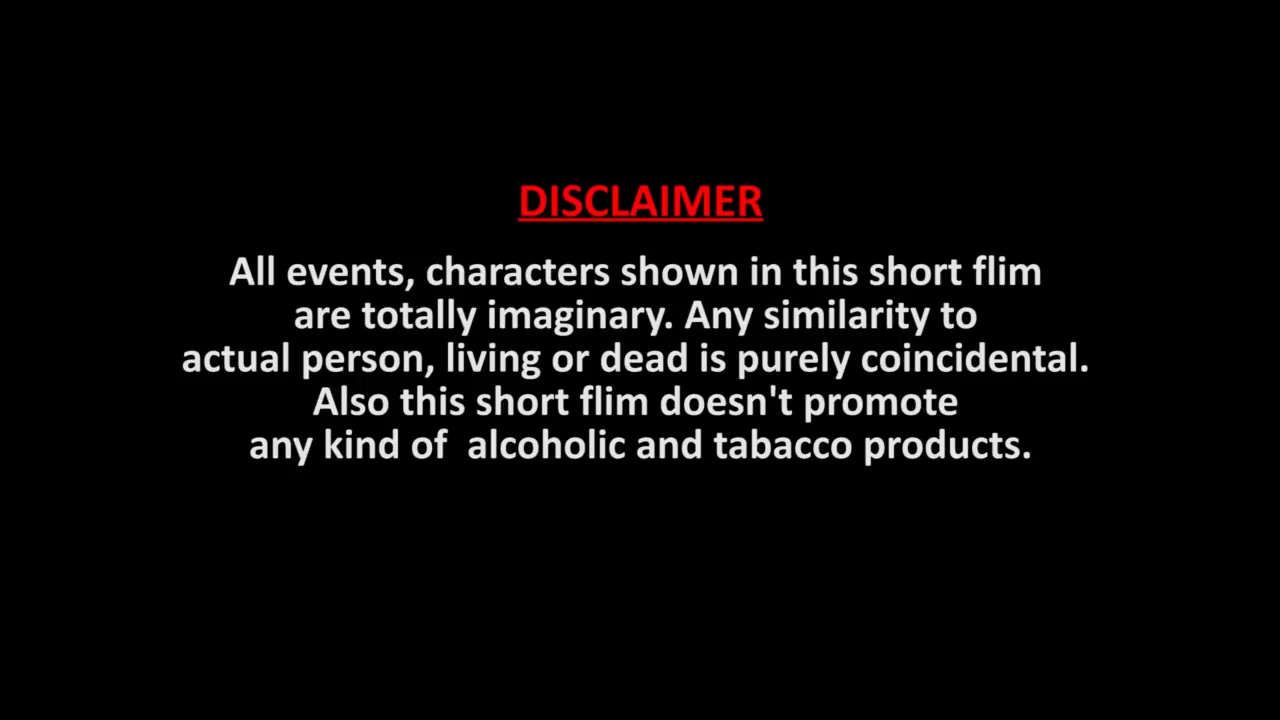 DISCLAIMER
All events, characters shown in this short flim
are totally imaginary. Any similarity to
actual person, living or dead is purely coincidental.
Also this short flim doesn't promote
any kind of  alcoholic and tabacco products.